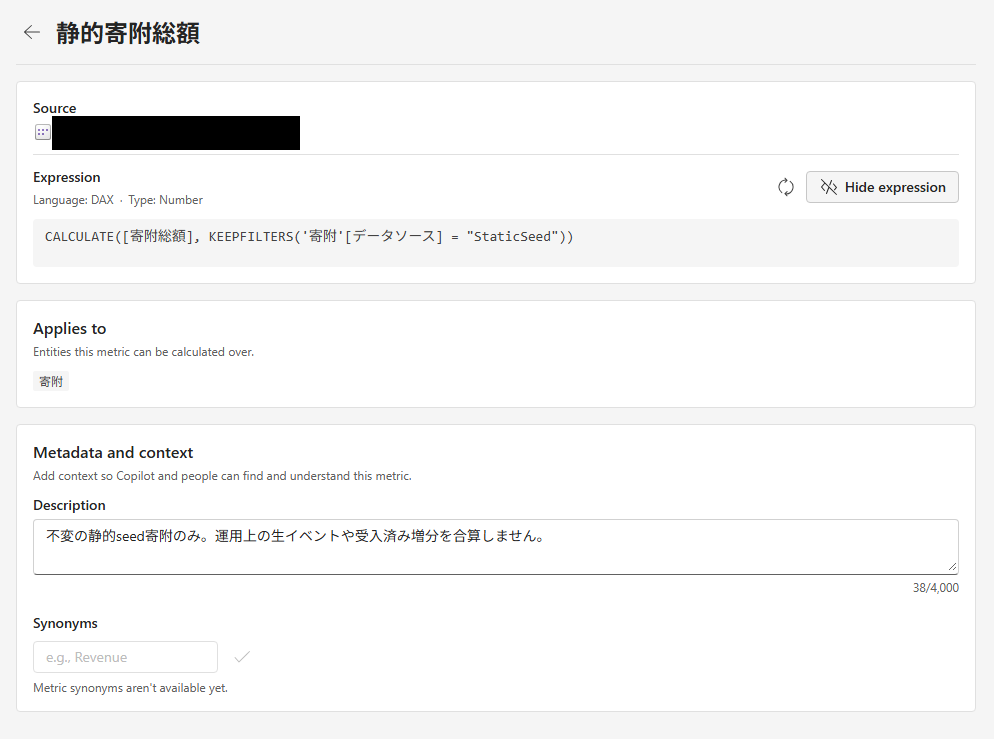 静的寄附総額
Source
Expression
Language: DAX · Type: Number
Hide expression
CALCULATE([寄附総額], KEEPFILTERS('寄附'[データソース] = "StaticSeed"))
Applies to
Entities this metric can be calculated over.
寄附
Metadata and context
Add context so Copilot and people can find and understand this metric.
Description
不変の静的seed寄附のみ。運用上の生イベントや受入済み増分を合算しません。
38/4,000
Synonyms
e.g., Revenue
Metric synonyms aren't available yet.